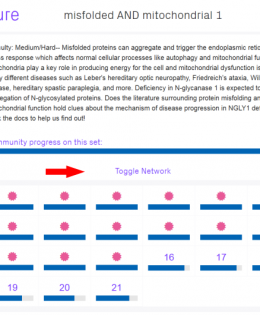 ure
misfolded AND mitochondrial 1
ulty: Medium/Hard-- Misfolded proteins can aggregate and trigger the endoplasmic retic
s response which affects normal cellular processes like autophagy and mitochondrial fu
chondria play a key role in producing energy for the cell and mitochondrial dysfunction is
y different diseases such as Leber's hereditary optic neuropathy, Friedreich's ataxia, Wil
ase, hereditary spastic paraplegia, and more. Deficiency in N-glycanase 1 is expected to
egation of N-glycosylated proteins. Does the literature surrounding protein misfolding an
hondrial function hold clues about the mechanism of disease progression in NGLY1 def
k the docs to help us find out!
mmunity progress on this set:
Toggle Network
16 17
19 20 21